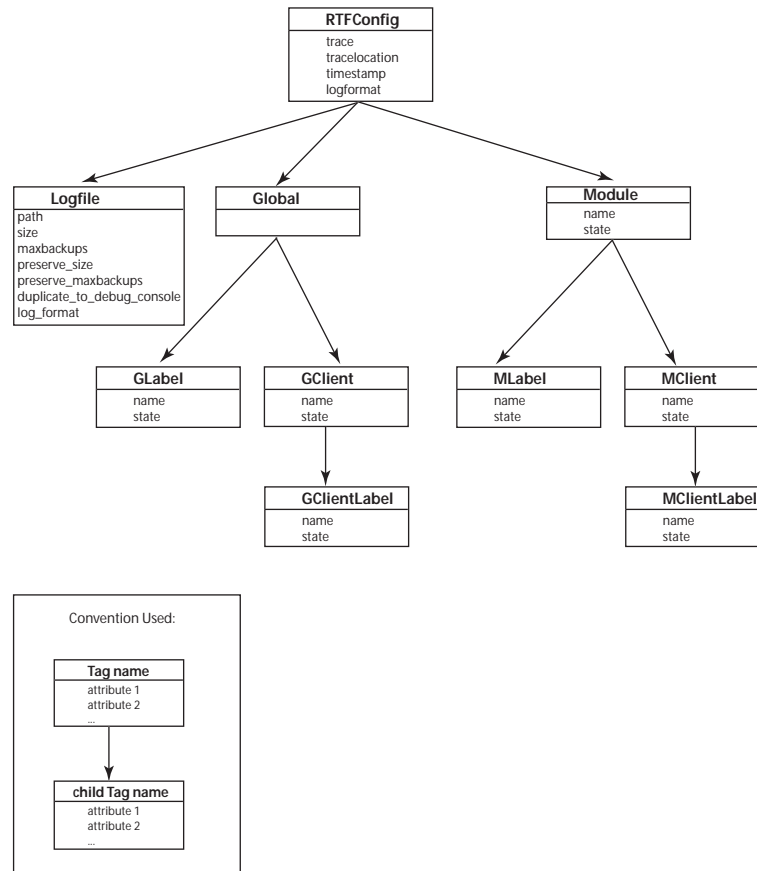 RTFConfig
trace
tracelocation
timestamp
logformat
Logfile
path
size
maxbackups
preserve_size
preserve_maxbackups
duplicate_to_debug_console
log_format
Global
Module
name
state
GLabel
name
state
GClient
name
state
MLabel
name
state
MClient
name
state
GClientLabel
name
state
MClientLabel
name
state
Convention Used:
Tag name
attribute 1
attribute 2
...
child Tag name
attribute 1
attribute 2
...